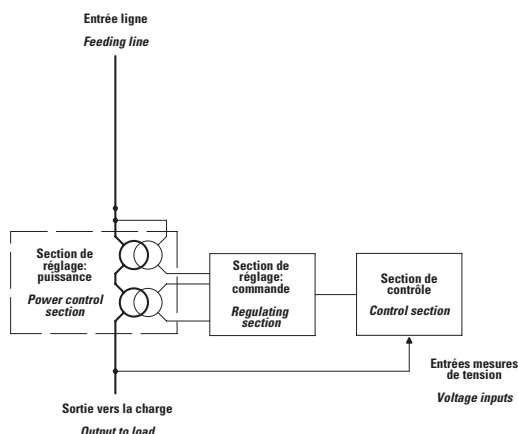 Entrée ligne
Feeding line
Section de
réglage:
puissance
Power control
section
Section de
réglage:
commande
Regulating
section
Section de
contrôle
Control section
Entrées mesures
de tension
Voltage inputs
Sortie vers la charge
Output to load